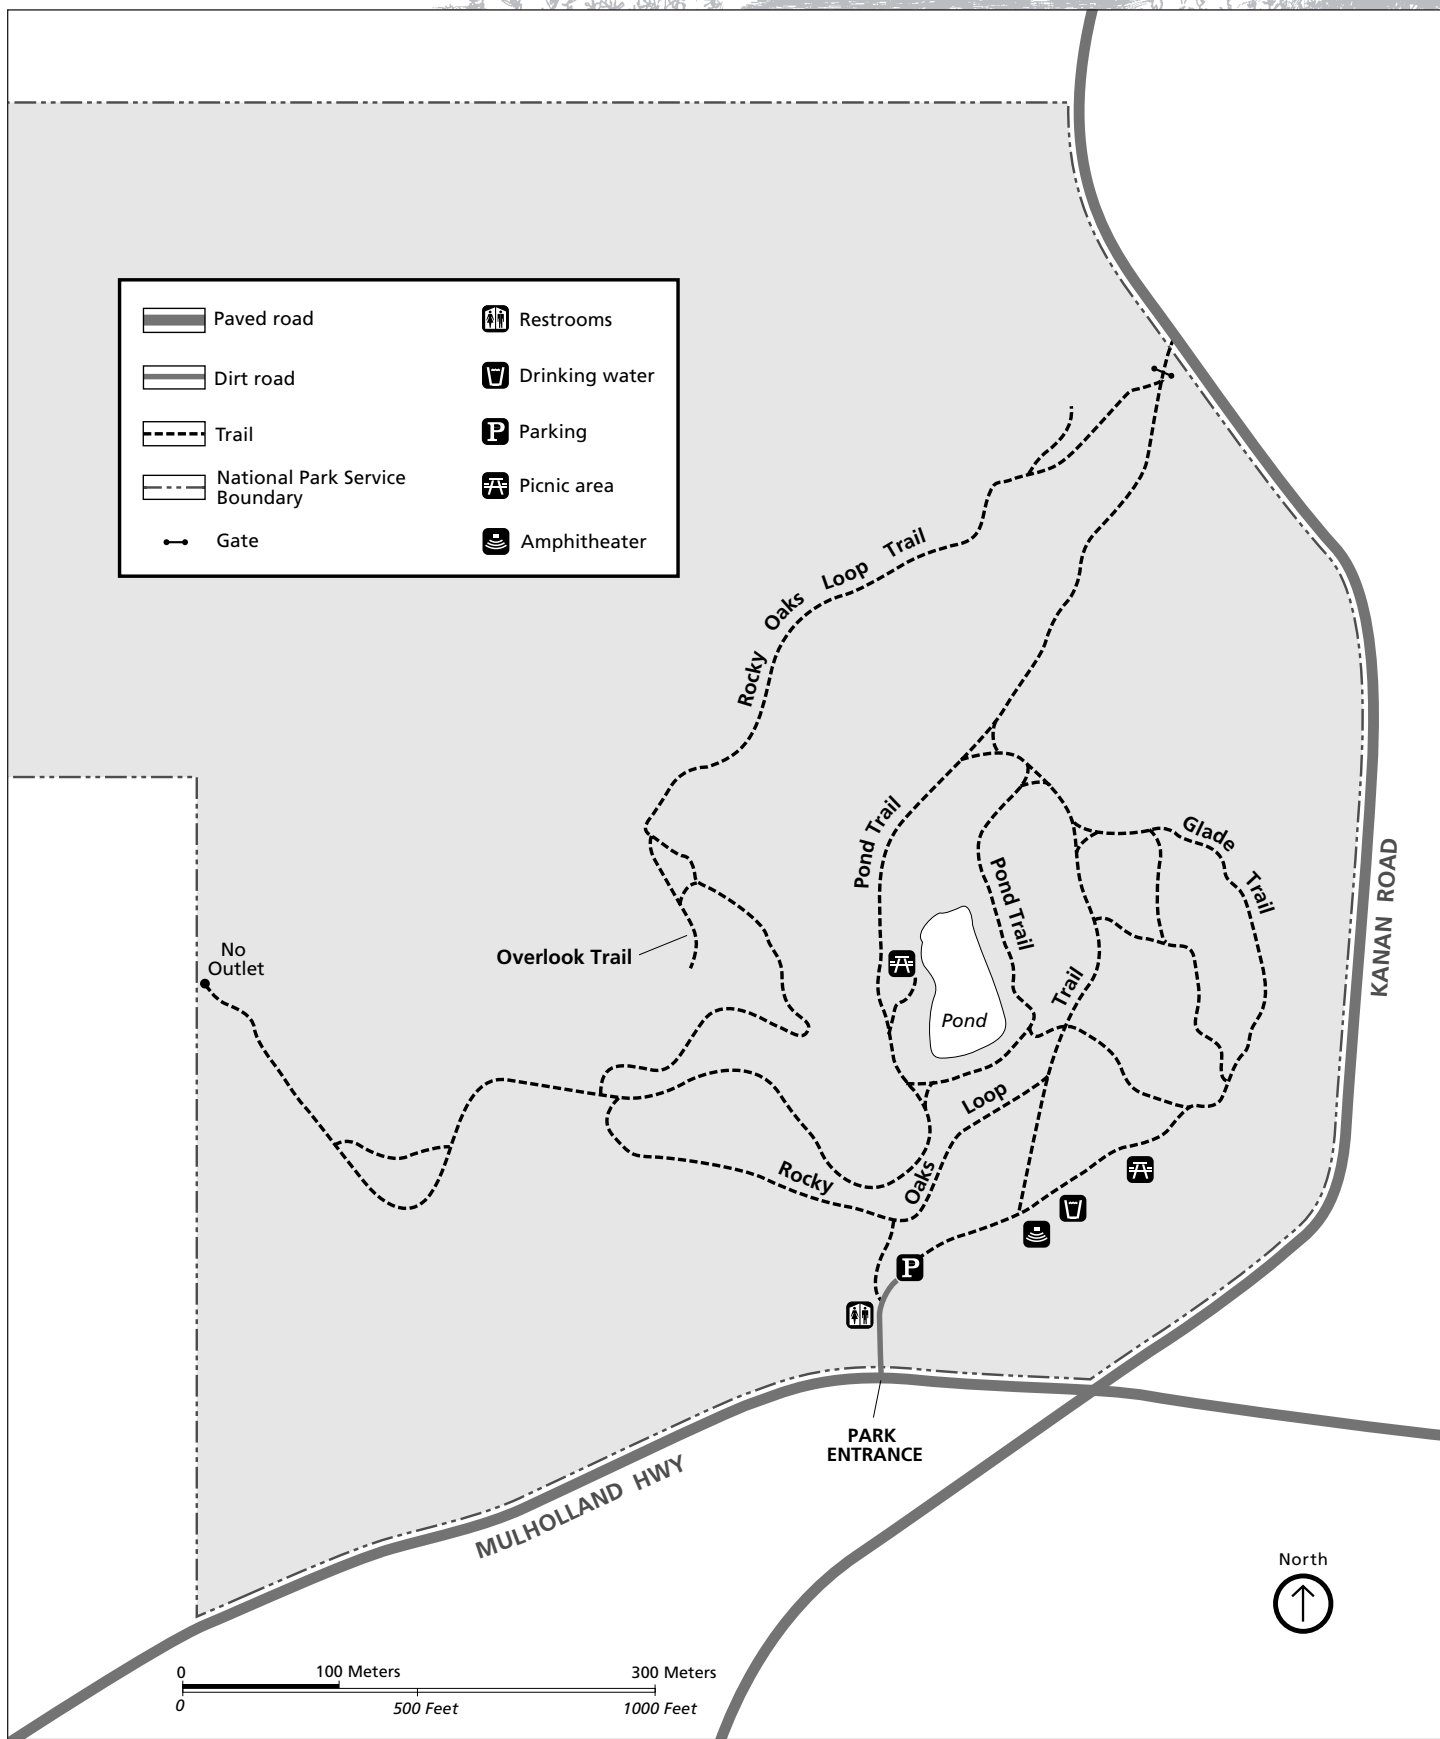 Paved road
Dirt road
Trail
National Park Service
Boundary
Gate
Restrooms
Drinking water
P Parking
Picnic area
Amphitheater
Rocky Oaks Loop Trail
Pond Trail
Pond Trail
Glade Trail
KANAN ROAD
Overlook Trail
No
Outlet
Pond
Trail
Loop
Oaks
Rocky
P
PARK
ENTRANCE
MULHOLLAND HWY
North
0 100 Meters 300 Meters
0 500 Feet 1000 Feet